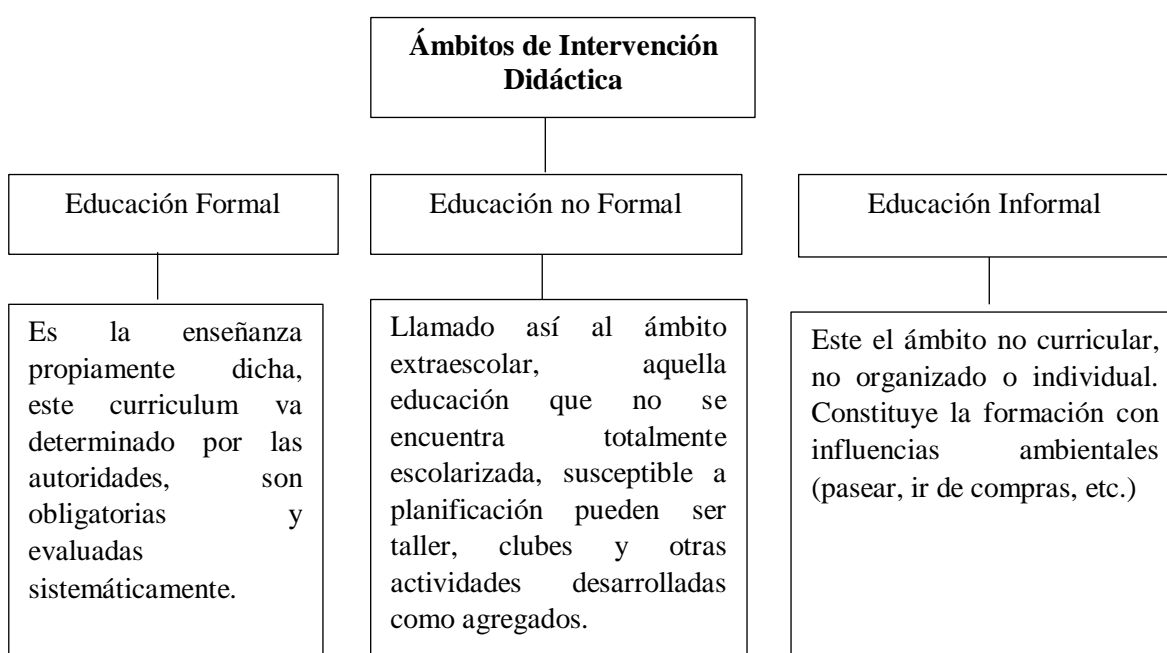 Ámbitos de Intervención
Didáctica
Educación Formal
Educación no Formal
Educación Informal
Es la enseñanza
propiamente dicha,
este curriculum va
determinado por las
autoridades, son
obligatorias y
evaluadas
sistemáticamente.
Llamado así al ámbito
extraescolar, aquella
educación que no se
encuentra totalmente
escolarizada, susceptible a
planificación pueden ser
taller, clubes y otras
actividades desarrolladas
como agregados.
Este el ámbito no curricular,
no organizado o individual.
Constituye la formación con
influencias ambientales
(pasear, ir de compras, etc.)